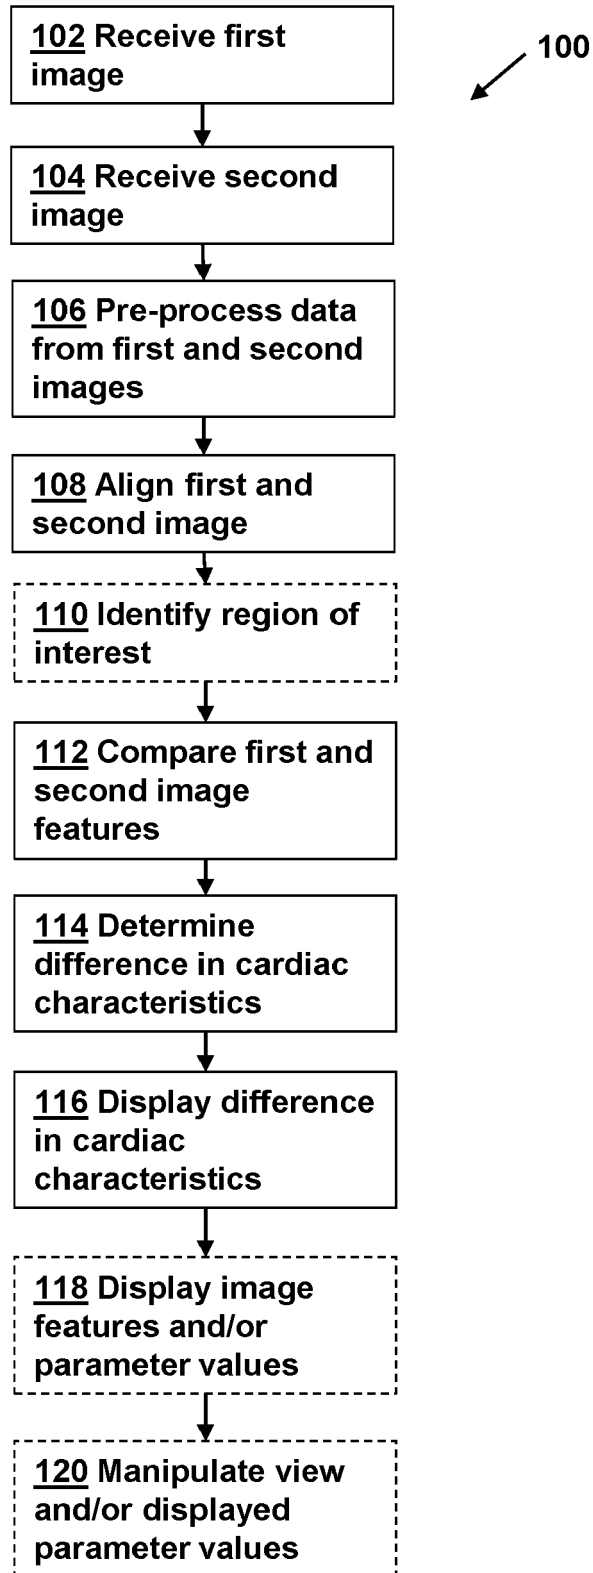 102 Receive first
image
100
104 Receive second
image
106 Pre-process data
from first and second
images
108 Align first and
second image
110 Identify region of
interest
112 Compare first and
second image
features
114 Determine
difference in cardiac
characteristics
116 Display difference
in cardiac
characteristics
118 Display image
features and/or
parameter values
120 Manipulate view
and/or displayed
parameter values